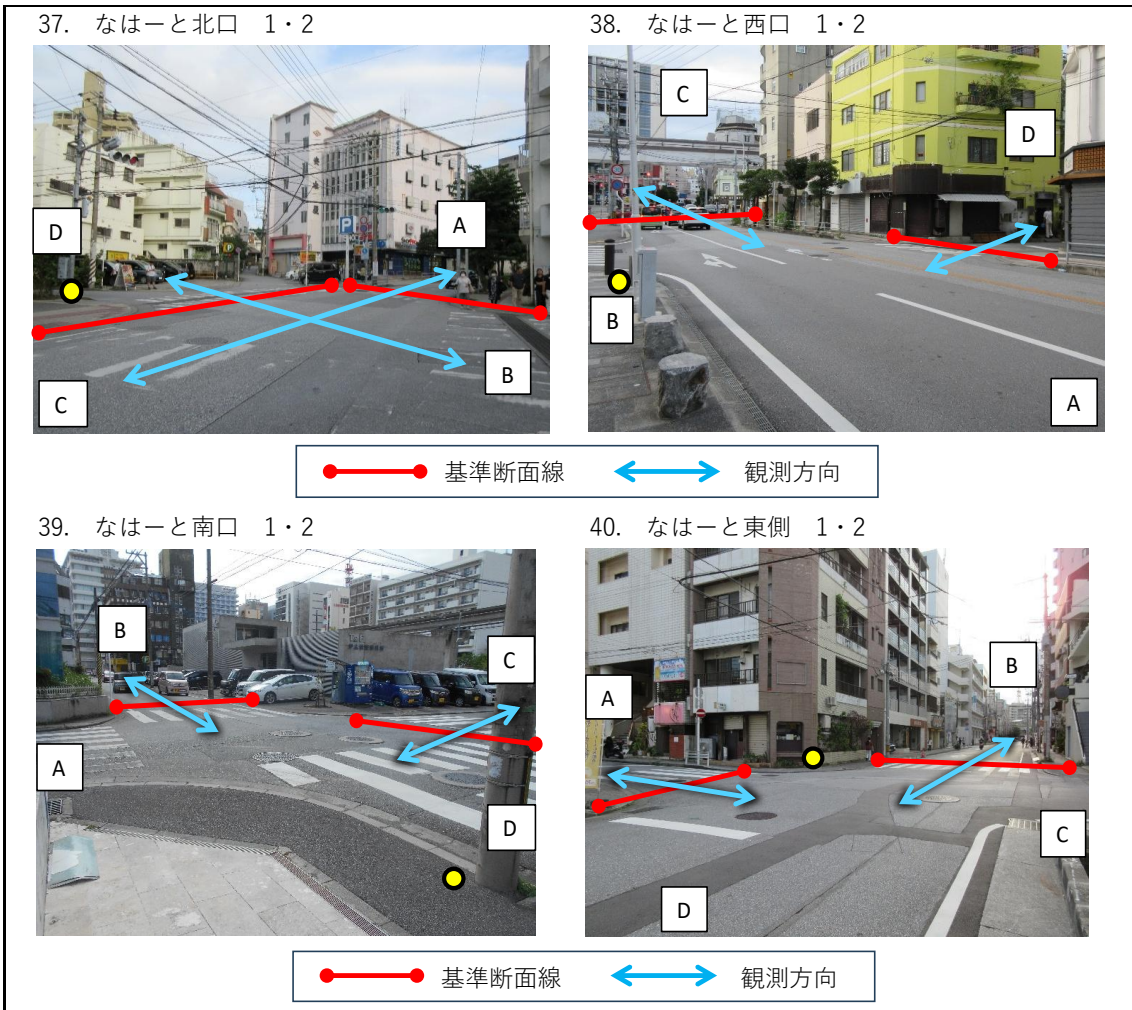 37. なはーと北口 1・2
38. なはーと西口 1・2
D
A
C
B
P
C
D
B
A
基準断面線 観測方向
39. なはーと南口 1・2
40. なはーと東側 1・2
B
C
A
D
A
B
C
D
基準断面線 観測方向